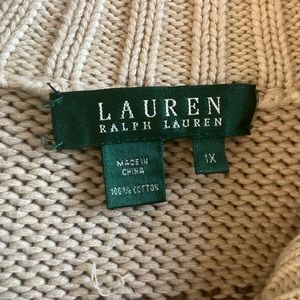 LAUREN
RALPH LAUREN
MADE IN
CHINA
100% COTTON
1X